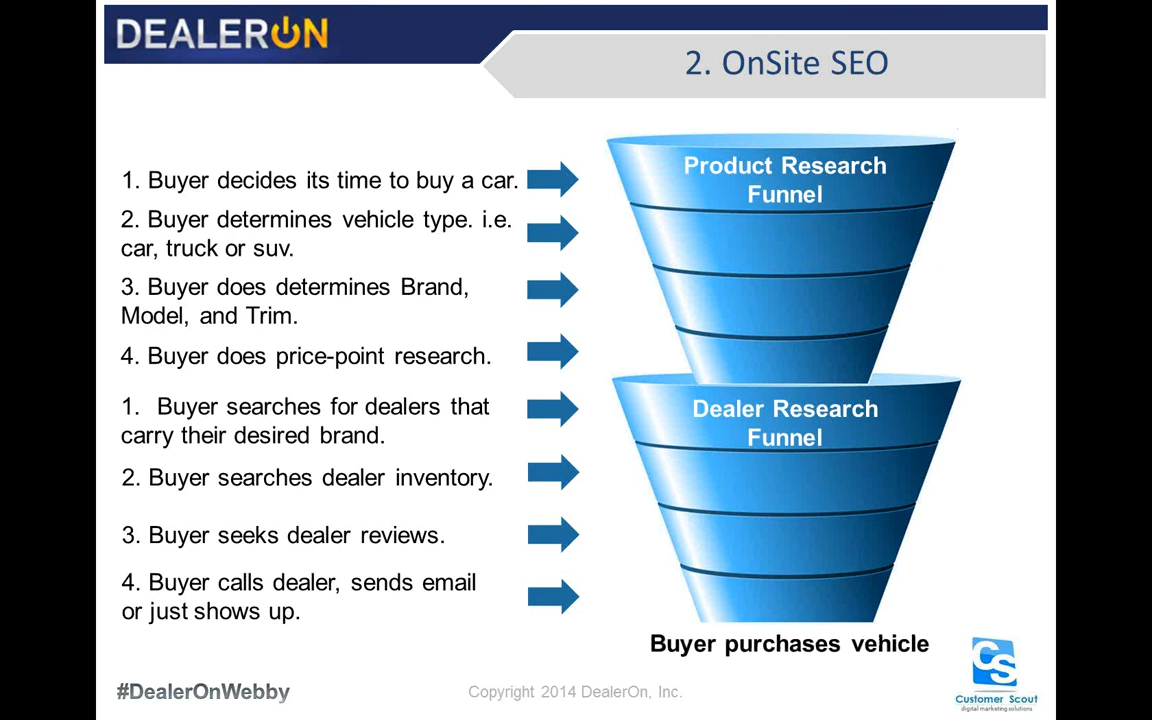 DEALERON
2. OnSite SEO
1. Buyer decides its time to buy a car.
2. Buyer determines vehicle type. i.e.
car, truck or suv.
3. Buyer does determines Brand,
Model, and Trim.
4. Buyer does price-point research.
1. Buyer searches for dealers that
carry their desired brand.
2. Buyer searches dealer inventory.
3. Buyer seeks dealer reviews.
4. Buyer calls dealer, sends email
or just shows up.
Product Research
Funnel
Dealer Research
Funnel
Buyer purchases vehicle
#DealerOnWebby
Copyright 2014 DealerOn, Inc.
CS
Customer Scout
digital marketing solutions